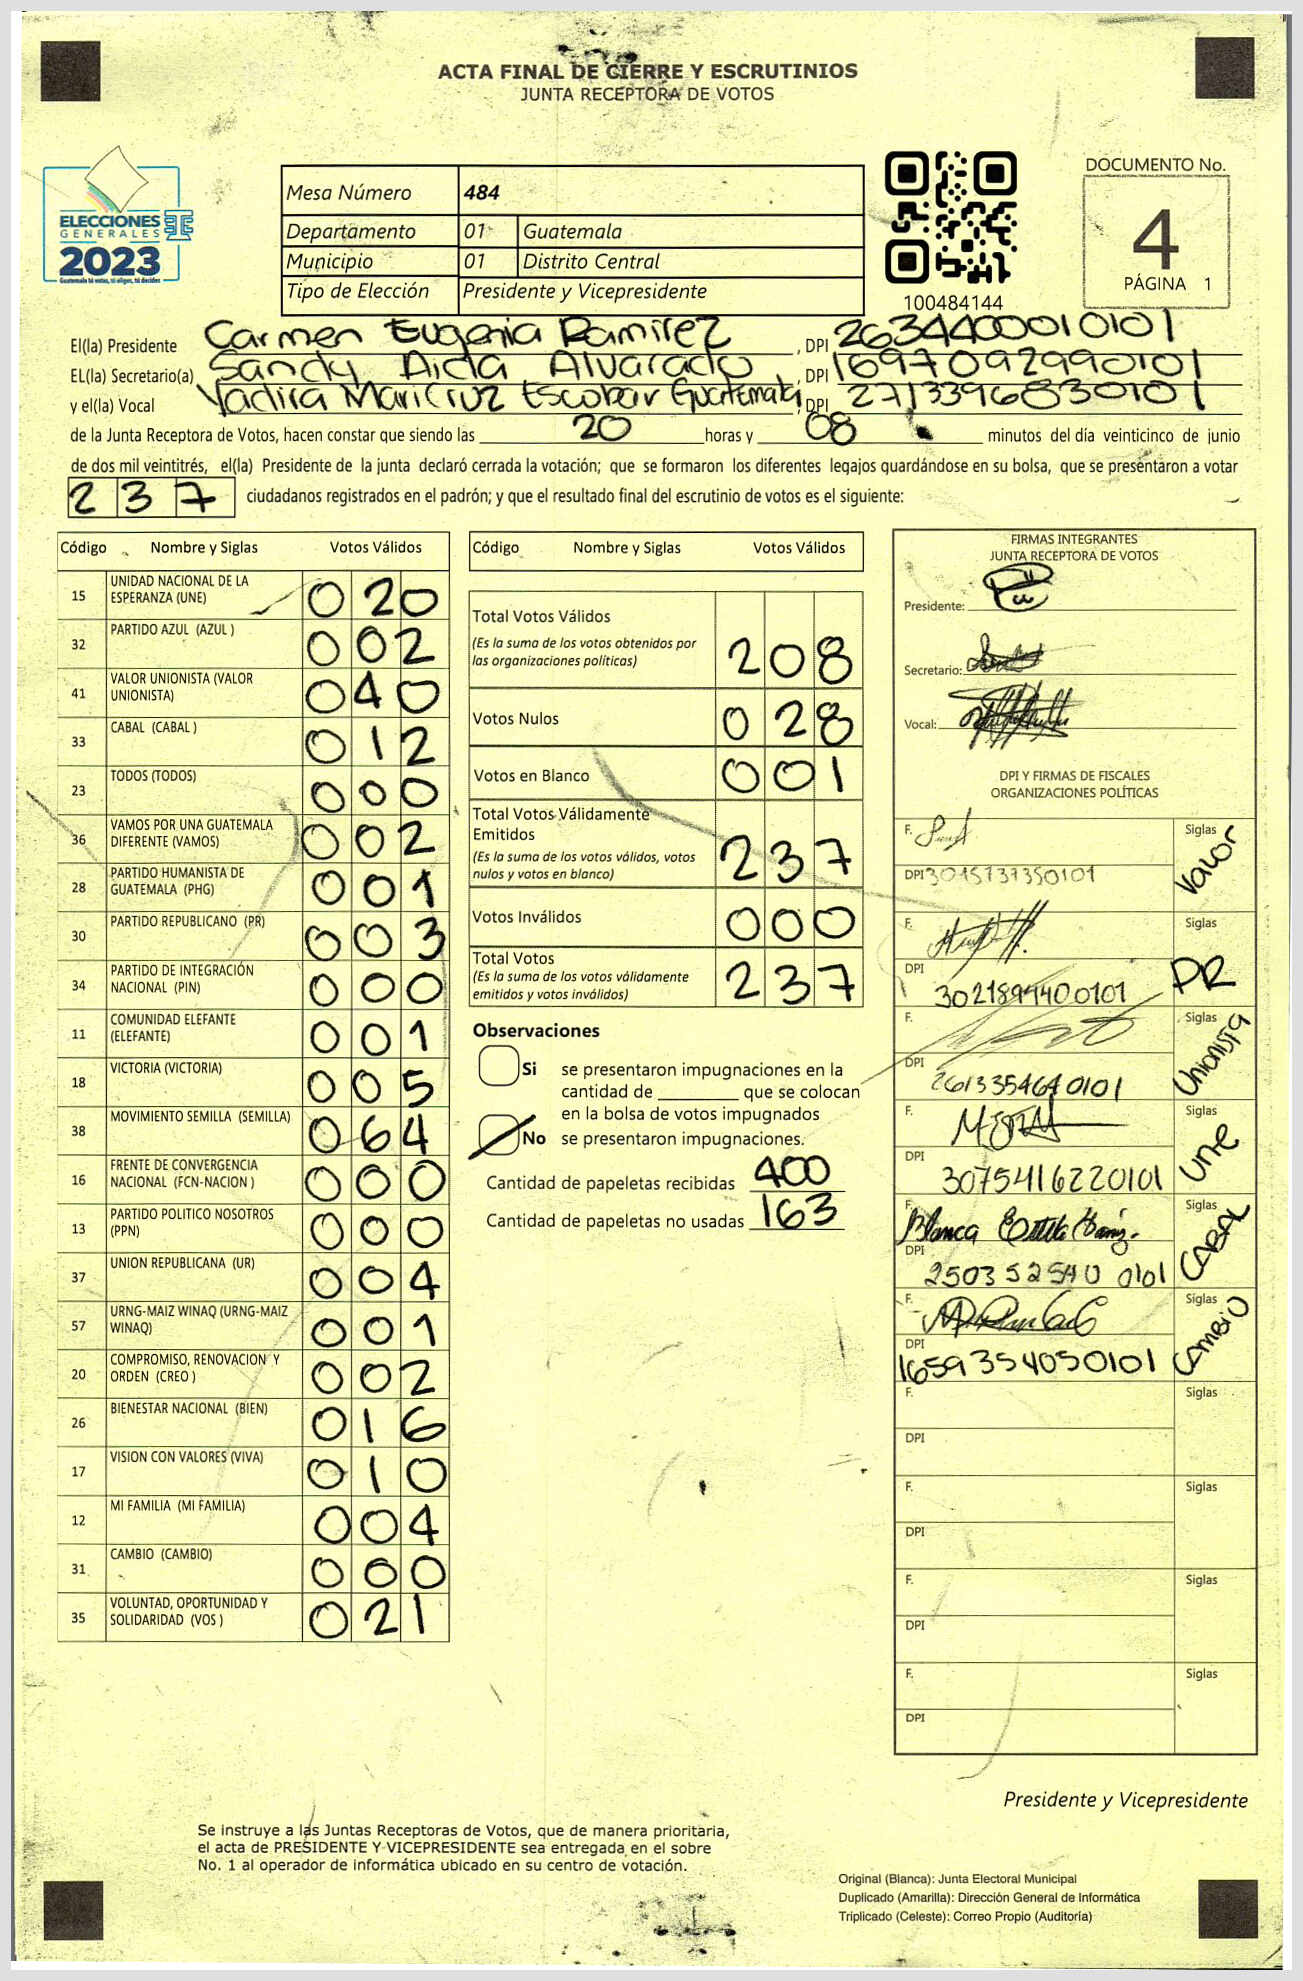 ACTA FINAL DE CIERRE Y ESCRUTINIOS
JUNTA RECEPTORA DE VOTOS
ELECCIONES
GENERALES
2023
Guatemala tú votas, tú eliges, tú decides
Mesa Número 484
Departamento 01 Guatemala
Municipio 01 Distrito Central
Tipo de Elección Presidente y Vicepresidente
100484144
DOCUMENTO No.
4
PÁGINA 1
El(la) Presidente Carmen Eugenia Ramirez, DPI 2634400010101
EL(la) Secretario(a) Sandy Aida Alvarado, DPI 1697092990101
y el(la) Vocal Yadira Maricruz Escobar Guatemala, DPI 2713396830101
de la Junta Receptora de Votos, hacen constar que siendo las 20 horas y 08 minutos del día veinticinco de junio
de dos mil veintitrés, el(la) Presidente de la junta declaró cerrada la votación; que se formaron los diferentes legajos guardándose en su bolsa, que se presentaron a votar
237 ciudadanos registrados en el padrón; y que el resultado final del escrutinio de votos es el siguiente:
Código Nombre y Siglas Votos Válidos
15 UNIDAD NACIONAL DE LA ESPERANZA (UNE) 020
32 PARTIDO AZUL (AZUL ) 002
41 VALOR UNIONISTA (VALOR UNIONISTA) 040
33 CABAL (CABAL ) 012
23 TODOS (TODOS) 000
36 VAMOS POR UNA GUATEMALA DIFERENTE (VAMOS) 002
28 PARTIDO HUMANISTA DE GUATEMALA (PHG) 001
30 PARTIDO REPUBLICANO (PR) 003
34 PARTIDO DE INTEGRACIÓN NACIONAL (PIN) 000
11 COMUNIDAD ELEFANTE (ELEFANTE) 001
18 VICTORIA (VICTORIA) 005
38 MOVIMIENTO SEMILLA (SEMILLA) 064
16 FRENTE DE CONVERGENCIA NACIONAL (FCN-NACION ) 000
13 PARTIDO POLITICO NOSOTROS (PPN) 000
37 UNION REPUBLICANA (UR) 004
57 URNG-MAIZ WINAQ (URNG-MAIZ WINAQ) 001
20 COMPROMISO, RENOVACION Y ORDEN (CREO ) 002
26 BIENESTAR NACIONAL (BIEN) 016
17 VISION CON VALORES (VIVA) 010
12 MI FAMILIA (MI FAMILIA) 004
31 CAMBIO (CAMBIO) 000
35 VOLUNTAD, OPORTUNIDAD Y SOLIDARIDAD (VOS ) 021
Código Nombre y Siglas Votos Válidos
Total Votos Válidos 208
(Es la suma de los votos obtenidos por
las organizaciones políticas)
Votos Nulos 028
Votos en Blanco 001
Total Votos Válidamente
Emitidos 237
(Es la suma de los votos válidos, votos
nulos y votos en blanco)
Votos Inválidos 000
Total Votos 237
(Es la suma de los votos válidamente
emitidos y votos inválidos)
Observaciones
Si se presentaron impugnaciones en la
cantidad de que se colocan
en la bolsa de votos impugnados
No se presentaron impugnaciones.
Cantidad de papeletas recibidas 400
Cantidad de papeletas no usadas 163
FIRMAS INTEGRANTES
JUNTA RECEPTORA DE VOTOS
Presidente:
Secretario:
Vocal:
DPI Y FIRMAS DE FISCALES
ORGANIZACIONES POLÍTICAS
F. Siglas Valor
DPI 3015737350101
F. Siglas PR
DPI 3021899400101
F. Siglas Unionista
DPI 2613354640101
F. Siglas UNE
DPI 30754116220101
F. Blanca Siglas CABAL
DPI 2503525400101
F. Siglas CAMBIO
DPI 1659354050101
F. Siglas
DPI
F. Siglas
DPI
F. Siglas
DPI
F. Siglas
DPI
Presidente y Vicepresidente
Se instruye a las Juntas Receptoras de Votos, que de manera prioritaria,
el acta de PRESIDENTE Y VICEPRESIDENTE sea entregada en el sobre
No. 1 al operador de informática ubicado en su centro de votación.
Original (Blanca): Junta Electoral Municipal
Duplicado (Amarilla): Dirección General de Informática
Triplicado (Celeste): Correo Propio (Auditoría)